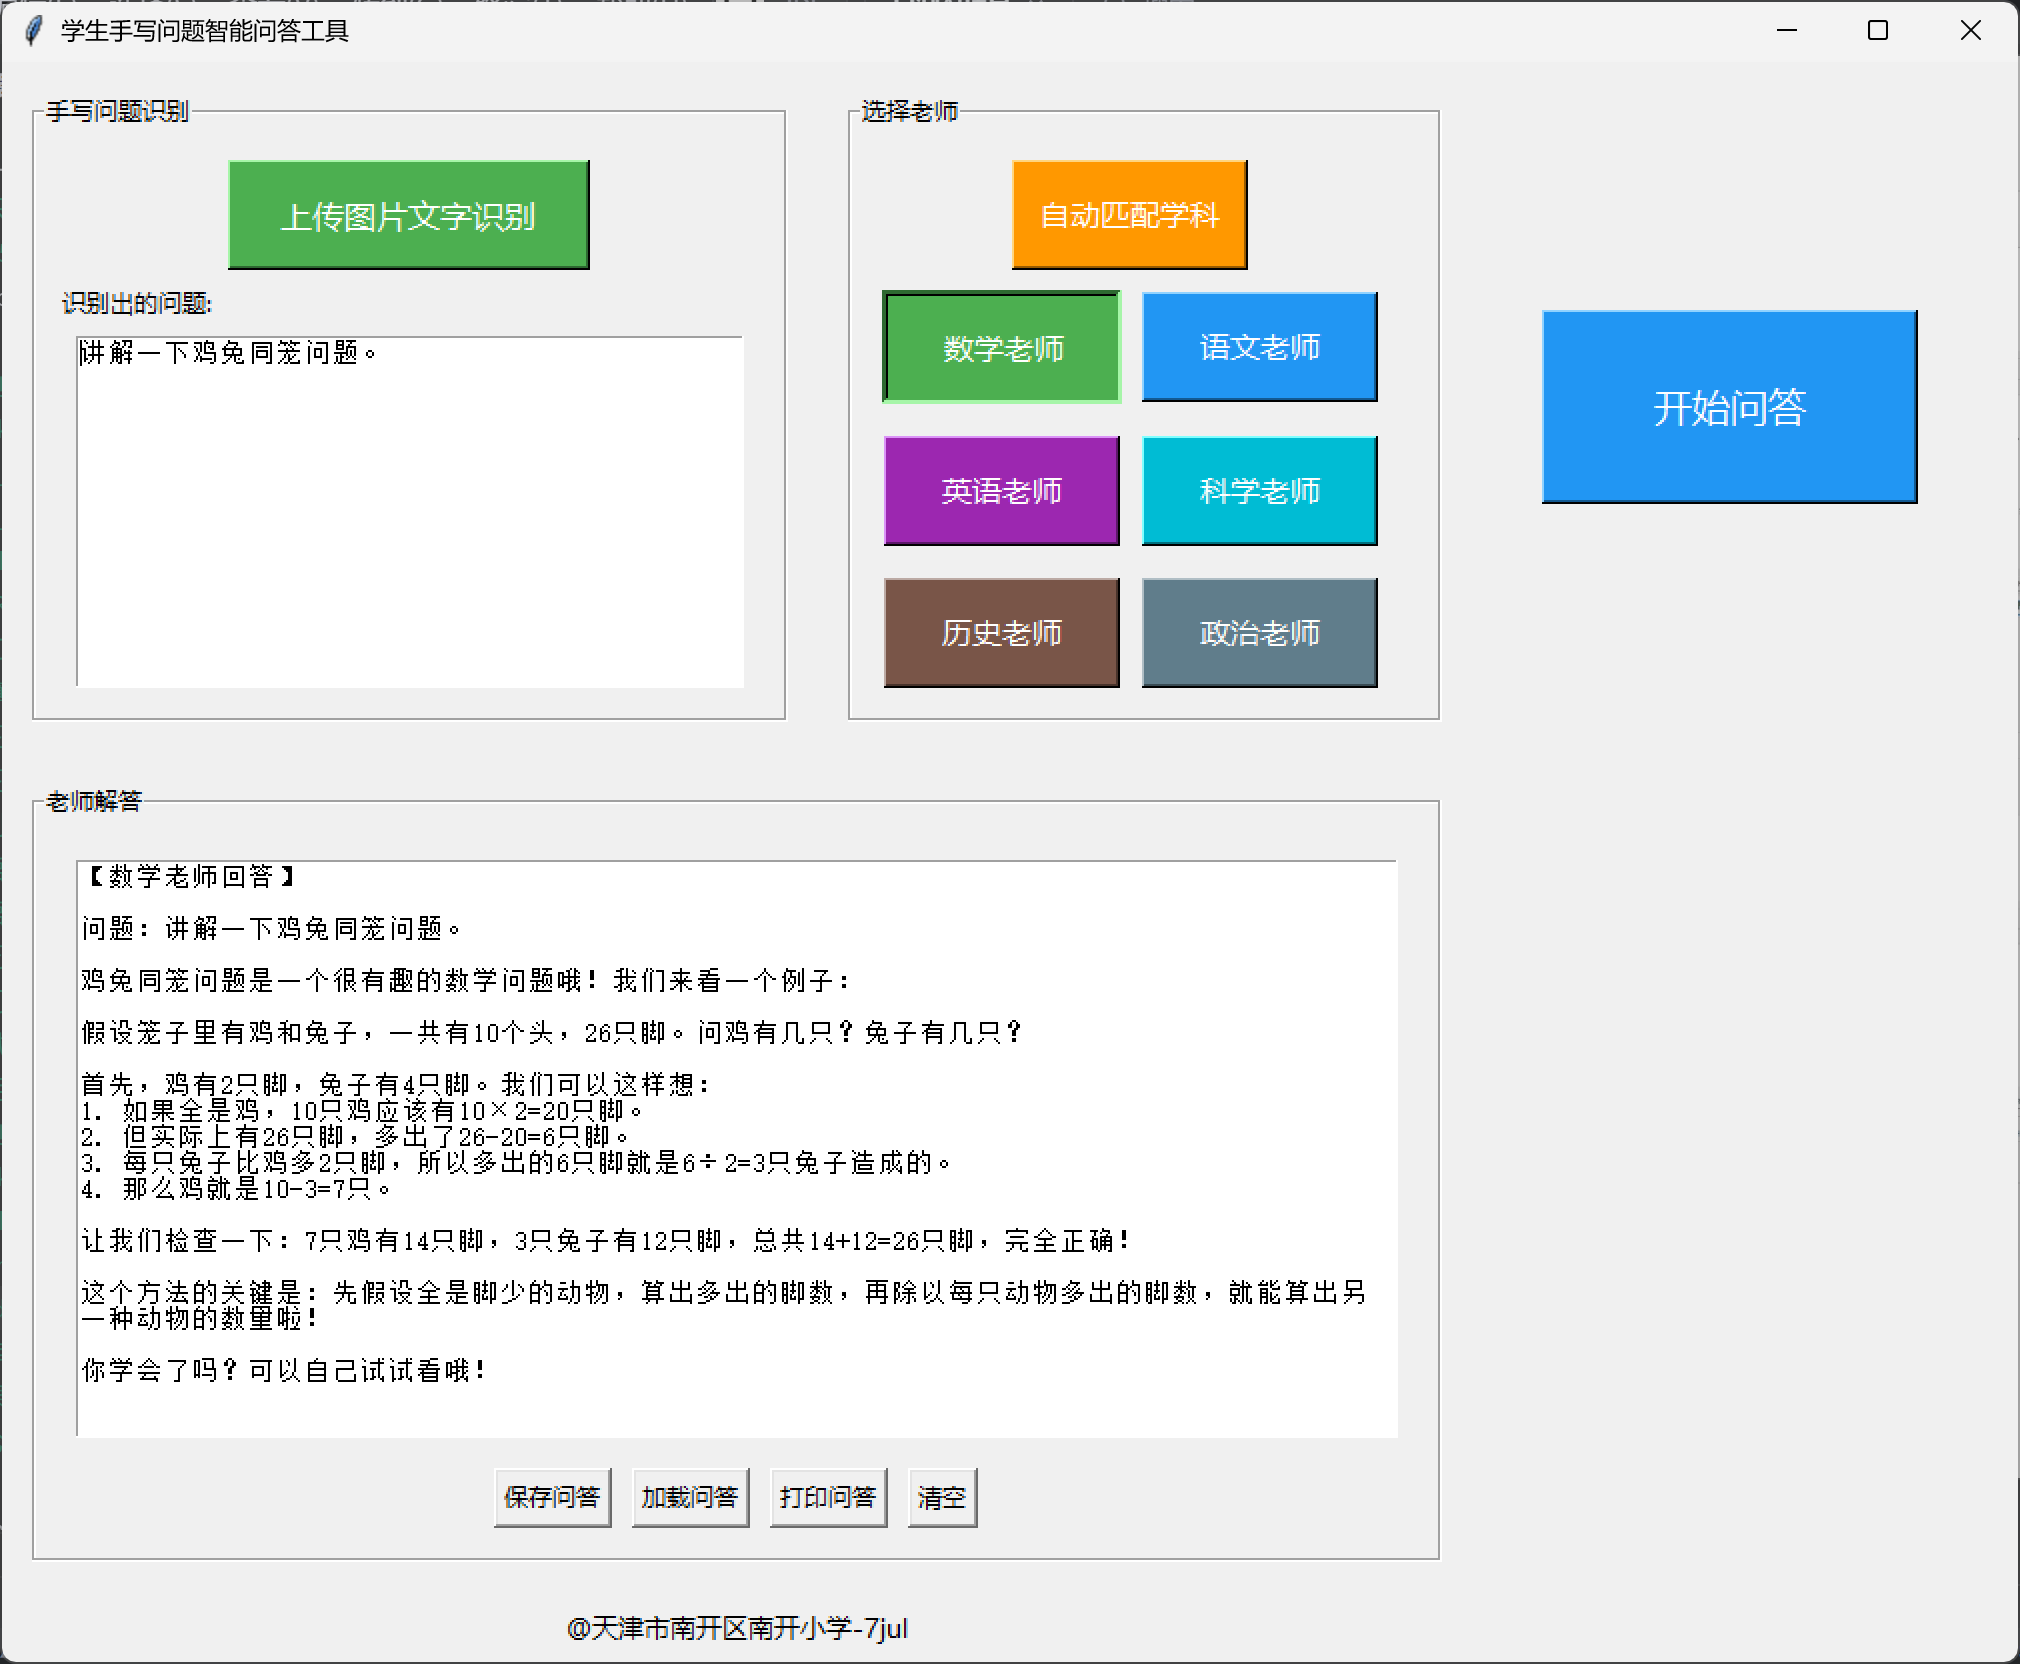 学生手写问题智能问答工具
手写问题识别
上传图片文字识别
识别出的问题:
讲解一下鸡兔同笼问题。
选择老师
自动匹配学科
数学老师
语文老师
英语老师
科学老师
历史老师
政治老师
开始问答
老师解答
【数学老师回答】
问题：讲解一下鸡兔同笼问题。
鸡兔同笼问题是一个很有趣的数学问题哦！我们来看一个例子：
假设笼子里有鸡和兔子，一共有10个头，26只脚。问鸡有几只？兔子有几只？
首先，鸡有2只脚，兔子有4只脚。我们可以这样想：
1. 如果全是鸡，10只鸡应该有10×2=20只脚。
2. 但实际上有26只脚，多出了26-20=6只脚。
3. 每只兔子比鸡多2只脚，所以多出的6只脚就是6÷2=3只兔子造成的。
4. 那么鸡就是10-3=7只。
让我们检查一下：7只鸡有14只脚，3只兔子有12只脚，总共14+12=26只脚，完全正确！
这个方法的关键是：先假设全是脚少的动物，算出多出的脚数，再除以每只动物多出的脚数，就能算出另
一种动物的数量啦！
你学会了吗？可以自己试试看哦！
保存问答
加载问答
打印问答
清空
@天津市南开区南开小学-7jul